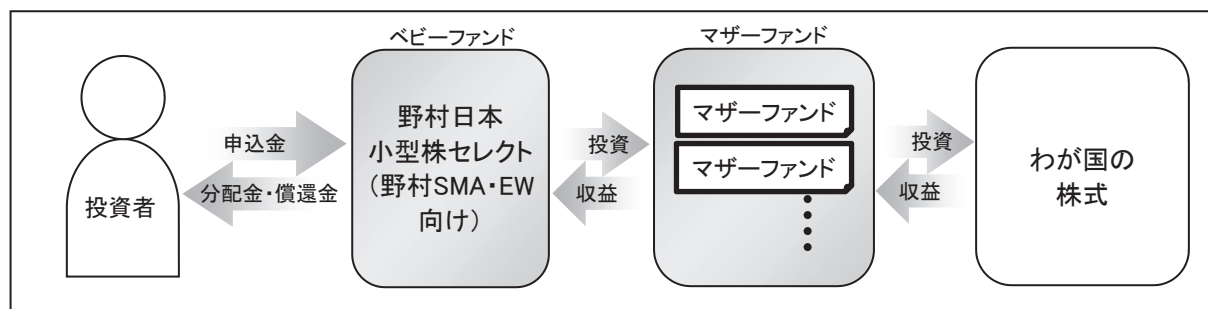 ベビーファンド
マザーファンド
投資者
申込金
分配金・償還金
野村日本
小型株セレクト
（野村SMA・EW
向け）
投資
収益
マザーファンド
マザーファンド
投資
収益
わが国の
株式